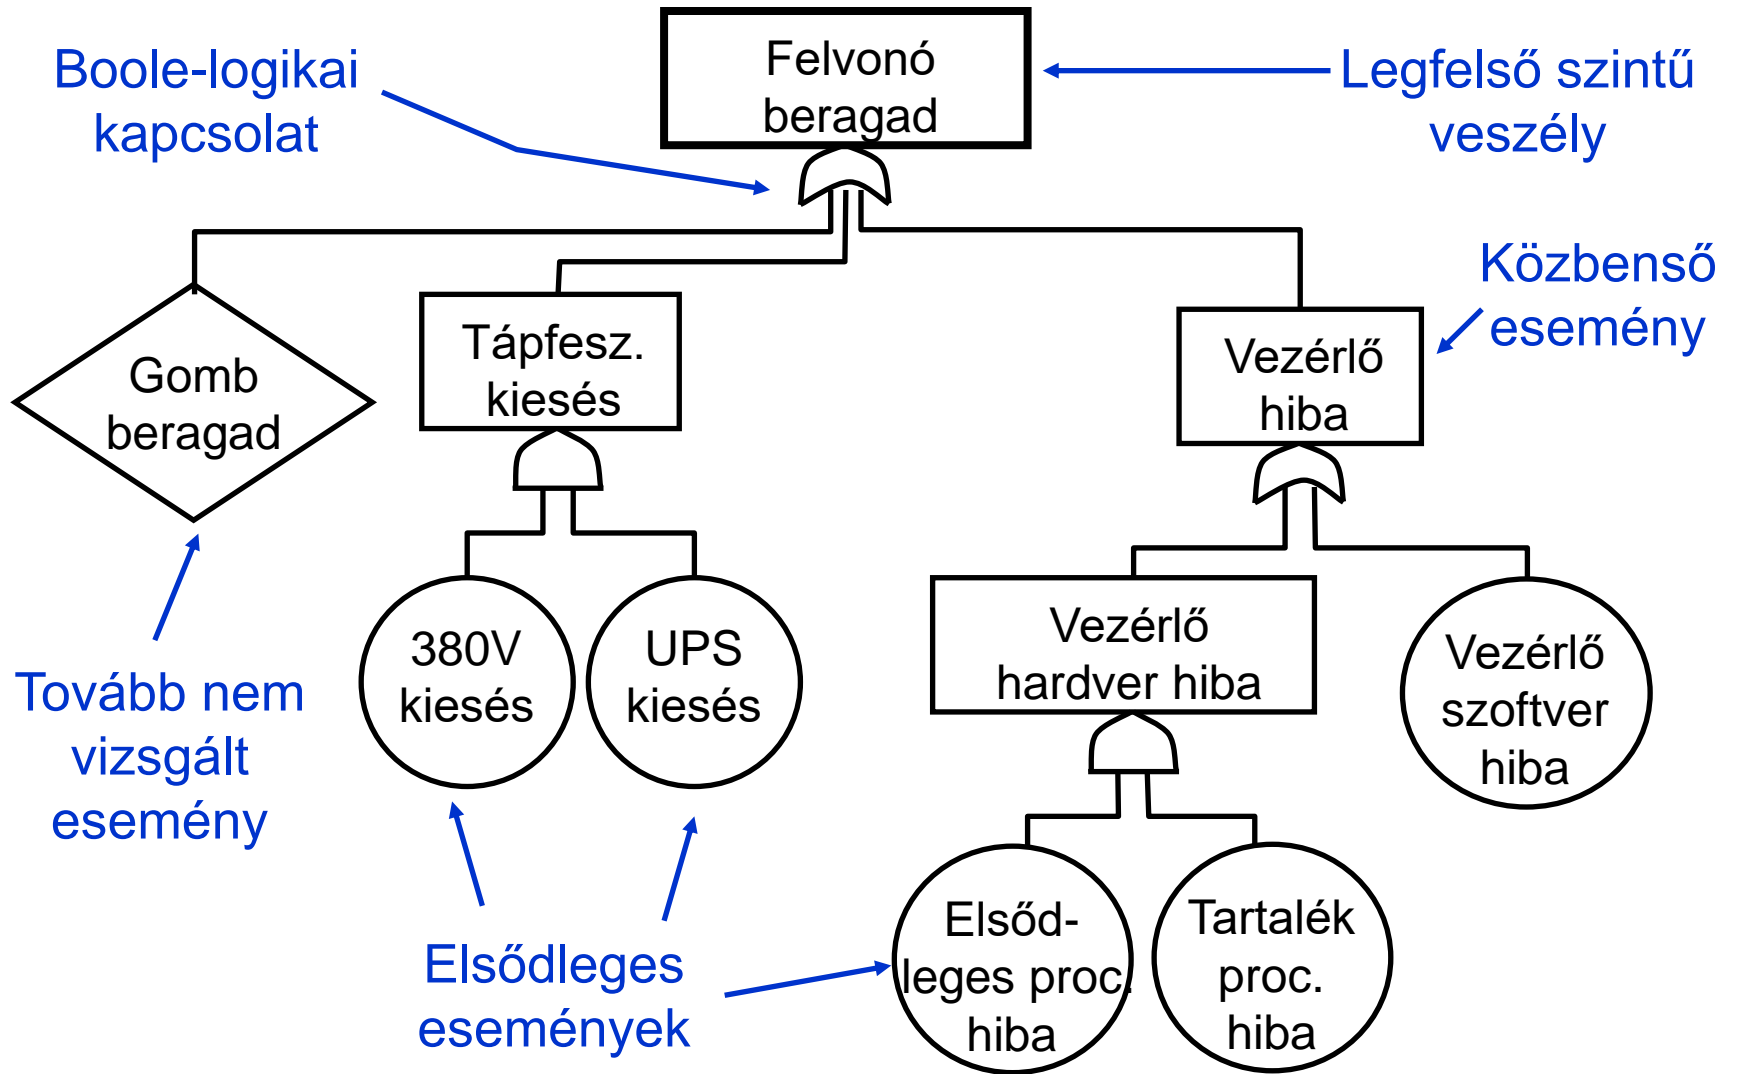 Boole-logikai
kapcsolat
Felvonó
beragad
Legfelső szintű
veszély
Közbenső
esemény
Gomb
beragad
Tápfesz.
kiesés
Vezérlő
hiba
Tovább nem
vizsgált
esemény
380V
kiesés
UPS
kiesés
Vezérlő
hardver hiba
Vezérlő
szoftver
hiba
Elsődleges
események
Elsőd-
leges proc.
hiba
Tartalék
proc.
hiba